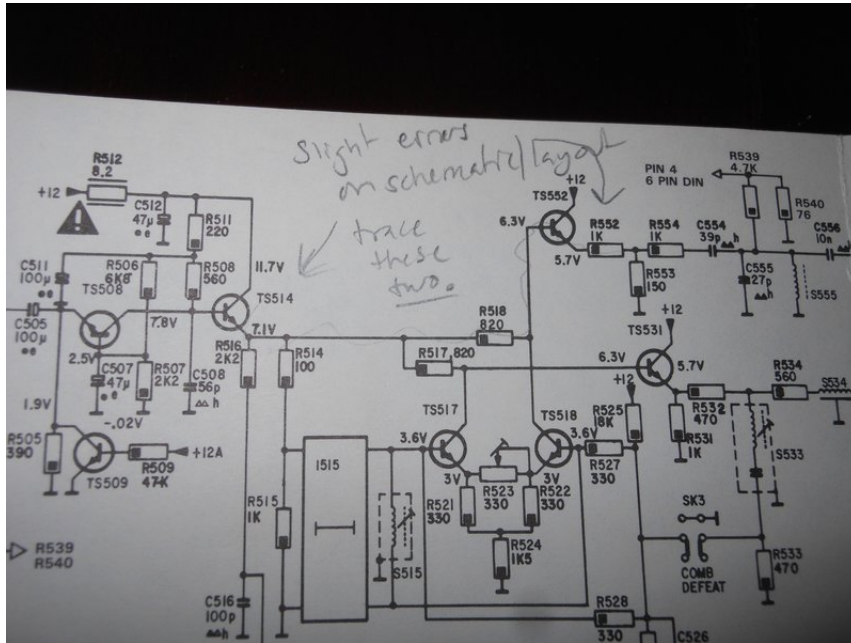 Slight errors
on schematic/layout
trace
these
two.
R512
8.2
+12
C512
47µ
e
R511
220
11.7V
C511
100µ
e
R506
6K8
TS508
R508
560
TS514
7.8V
7.1V
C505
100µ
e
2.5V
C507
47µ
e
R507
2K2
C508
56p
h
R516
2K2
R514
100
1.9V
-.02V
R505
390
TS509
R509
47K
+12A
R515
1K
1515
S515
R539
R540
C516
100p
h
TS552
+12
6.3V
5.7V
R552
1K
R554
1K
R553
150
C554
39p
h
PIN 4
6 PIN DIN
R539
4.7K
R540
76
C556
10n
C555
27p
h
S555
R518
820
R517,820
TS531
+12
6.3V
5.7V
TS517
TS518
+12
R525
18K
3.6V
3.6V
3V
3V
R523
330
R521
330
R522
330
R524
1K5
R527
330
R532
470
R531
1K
R534
560
S534
S533
SK3
COMB
DEFEAT
R533
470
R528
330
C526